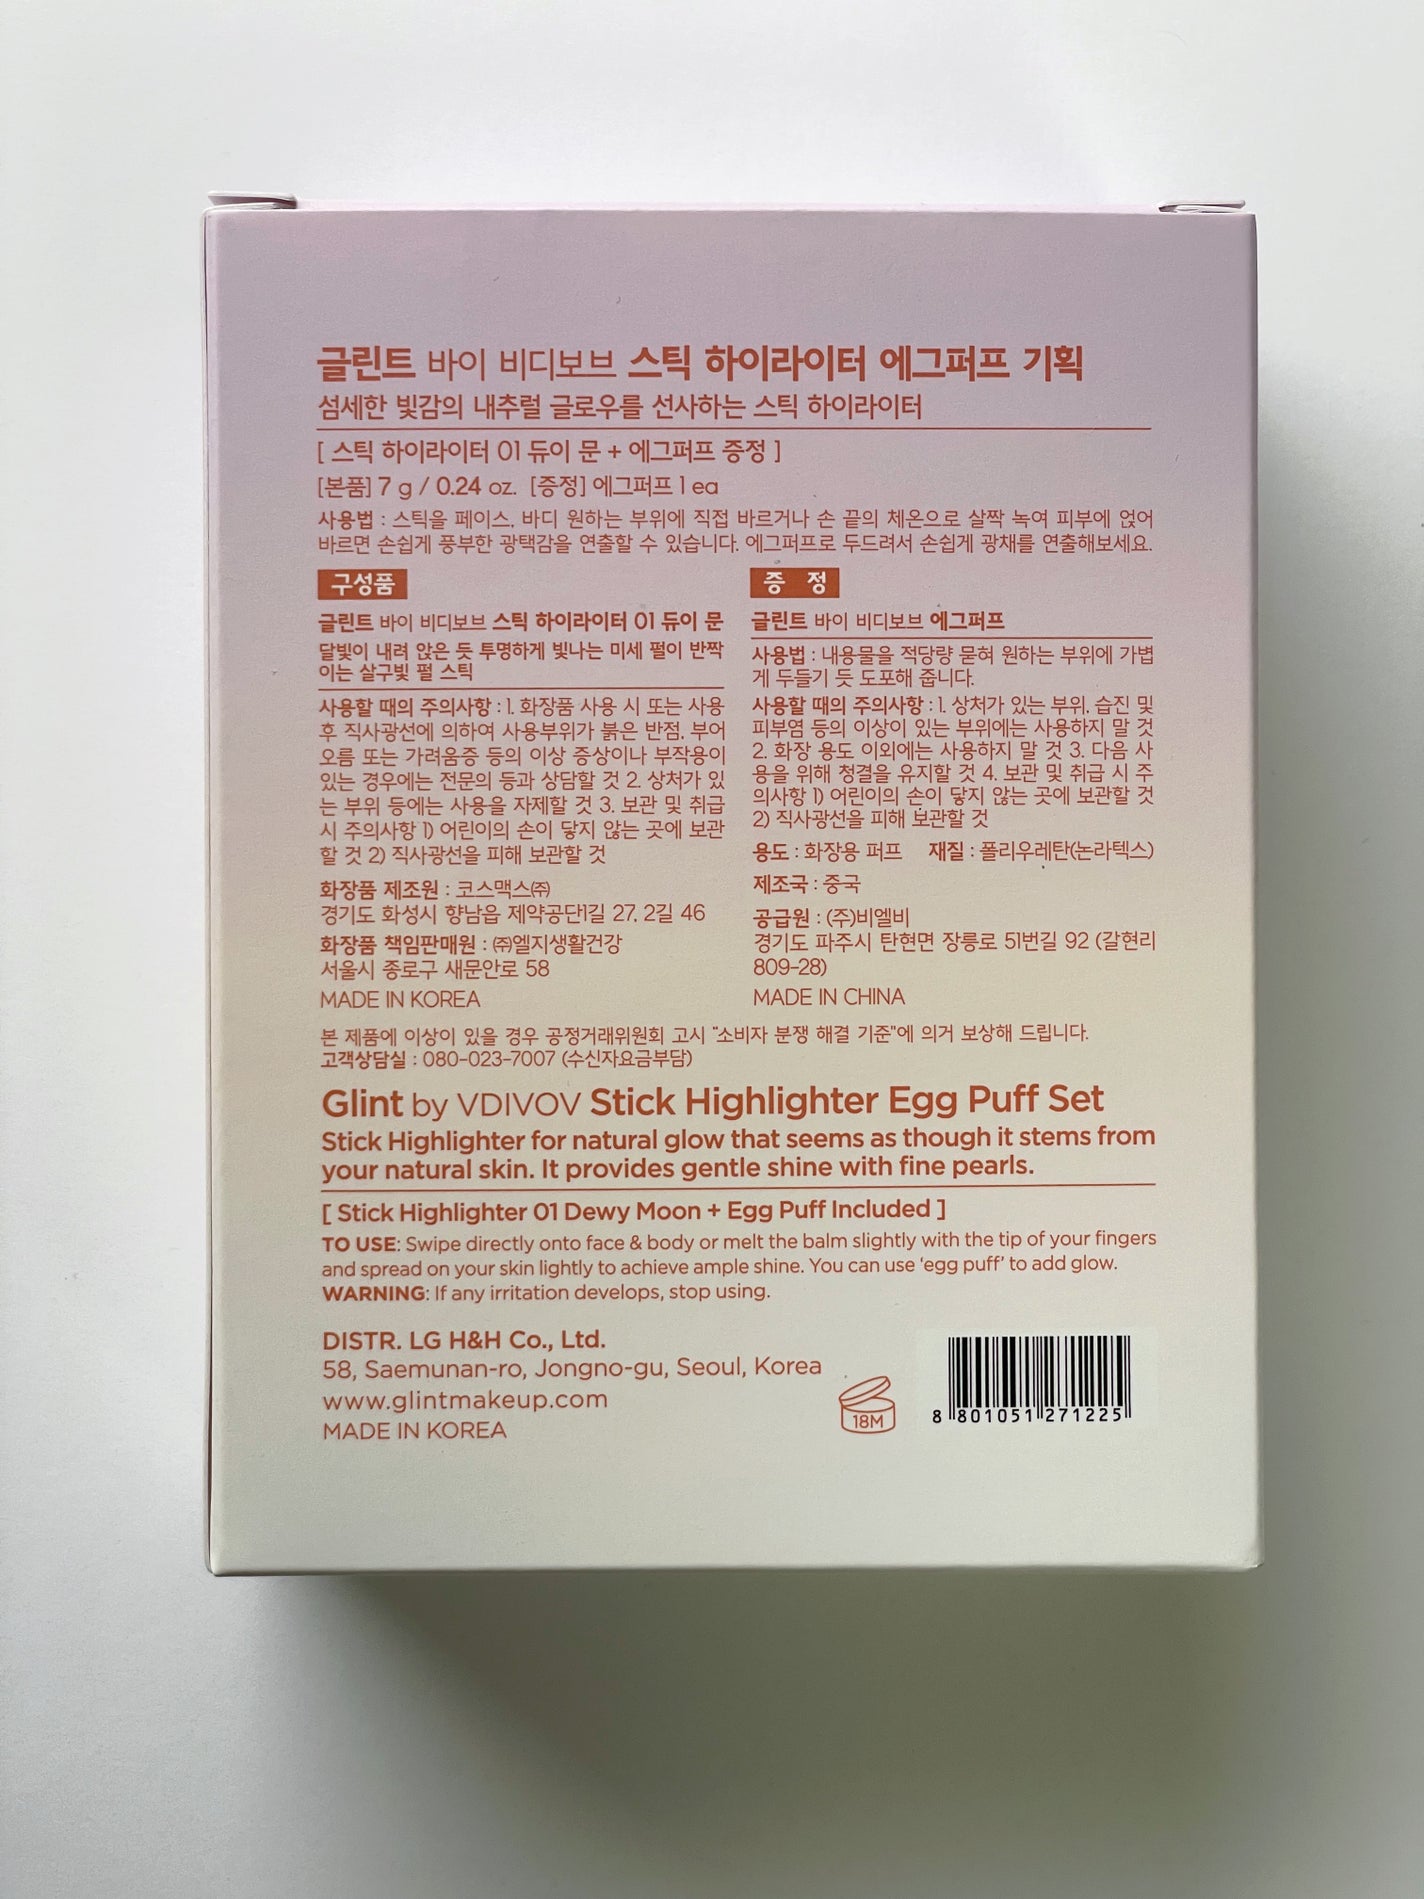 글린트 바이 비디보브 스틱 하이라이터 에그퍼프 기획
섬세한 빛감의 내추럴 글로우를 선사하는 스틱 하이라이터
[ 스틱 하이라이터 01 듀이 문 + 에그퍼프 증정 ]
[본품] 7 g / 0.24 oz. [증정] 에그퍼프 1 ea
사용법 : 스틱을 페이스, 바디 원하는 부위에 직접 바르거나 손 끝의 체온으로 살짝 녹여 피부에 얹어
바르면 손쉽게 풍부한 광택감을 연출할 수 있습니다. 에그퍼프로 두드려서 손쉽게 광채를 연출해보세요.
구성품
글린트 바이 비디보브 스틱 하이라이터 01 듀이 문
달빛이 내려 앉은 듯 투명하게 빛나는 미세 펄이 반짝
이는 살구빛 펄 스틱
사용할 때의 주의사항 : 1. 화장품 사용 시 또는 사용
후 직사광선에 의하여 사용부위가 붉은 반점, 부어
오름 또는 가려움증 등의 이상 증상이나 부작용이
있는 경우에는 전문의 등과 상담할 것 2. 상처가 있
는 부위 등에는 사용을 자제할 것 3. 보관 및 취급
시 주의사항 1) 어린이의 손이 닿지 않는 곳에 보관
할 것 2) 직사광선을 피해 보관할 것
화장품 제조원 : 코스맥스㈜
경기도 화성시 향남읍 제약공단1길 27, 2길 46
화장품 책임판매원 : ㈜엘지생활건강
서울시 종로구 새문안로 58
MADE IN KOREA
증 정
글린트 바이 비디보브 에그퍼프
사용법 : 내용물을 적당량 묻혀 원하는 부위에 가볍
게 두들기 듯 도포해 줍니다.
사용할 때의 주의사항 : 1. 상처가 있는 부위, 습진 및
피부염 등의 이상이 있는 부위에는 사용하지 말 것
2. 화장 용도 이외에는 사용하지 말 것 3. 다음 사
용을 위해 청결을 유지할 것 4. 보관 및 취급 시 주
의사항 1) 어린이의 손이 닿지 않는 곳에 보관할 것
2) 직사광선을 피해 보관할 것
용도 : 화장용 퍼프 재질 : 폴리우레탄(논라텍스)
제조국 : 중국
공급원 : (주)비엘비
경기도 파주시 탄현면 장릉로 51번길 92 (갈현리
809-28)
MADE IN CHINA
본 제품에 이상이 있을 경우 공정거래위원회 고시 "소비자 분쟁 해결 기준"에 의거 보상해 드립니다.
고객상담실 : 080-023-7007 (수신자요금부담)
Glint by VDIVOV Stick Highlighter Egg Puff Set
Stick Highlighter for natural glow that seems as though it stems from
your natural skin. It provides gentle shine with fine pearls.
[ Stick Highlighter 01 Dewy Moon + Egg Puff Included ]
TO USE: Swipe directly onto face & body or melt the balm slightly with the tip of your fingers
and spread on your skin lightly to achieve ample shine. You can use 'egg puff' to add glow.
WARNING: If any irritation develops, stop using.
DISTR. LG H&H Co., Ltd.
58, Saemunan-ro, Jongno-gu, Seoul, Korea
www.glintmakeup.com
MADE IN KOREA
18M
8 801051 271225